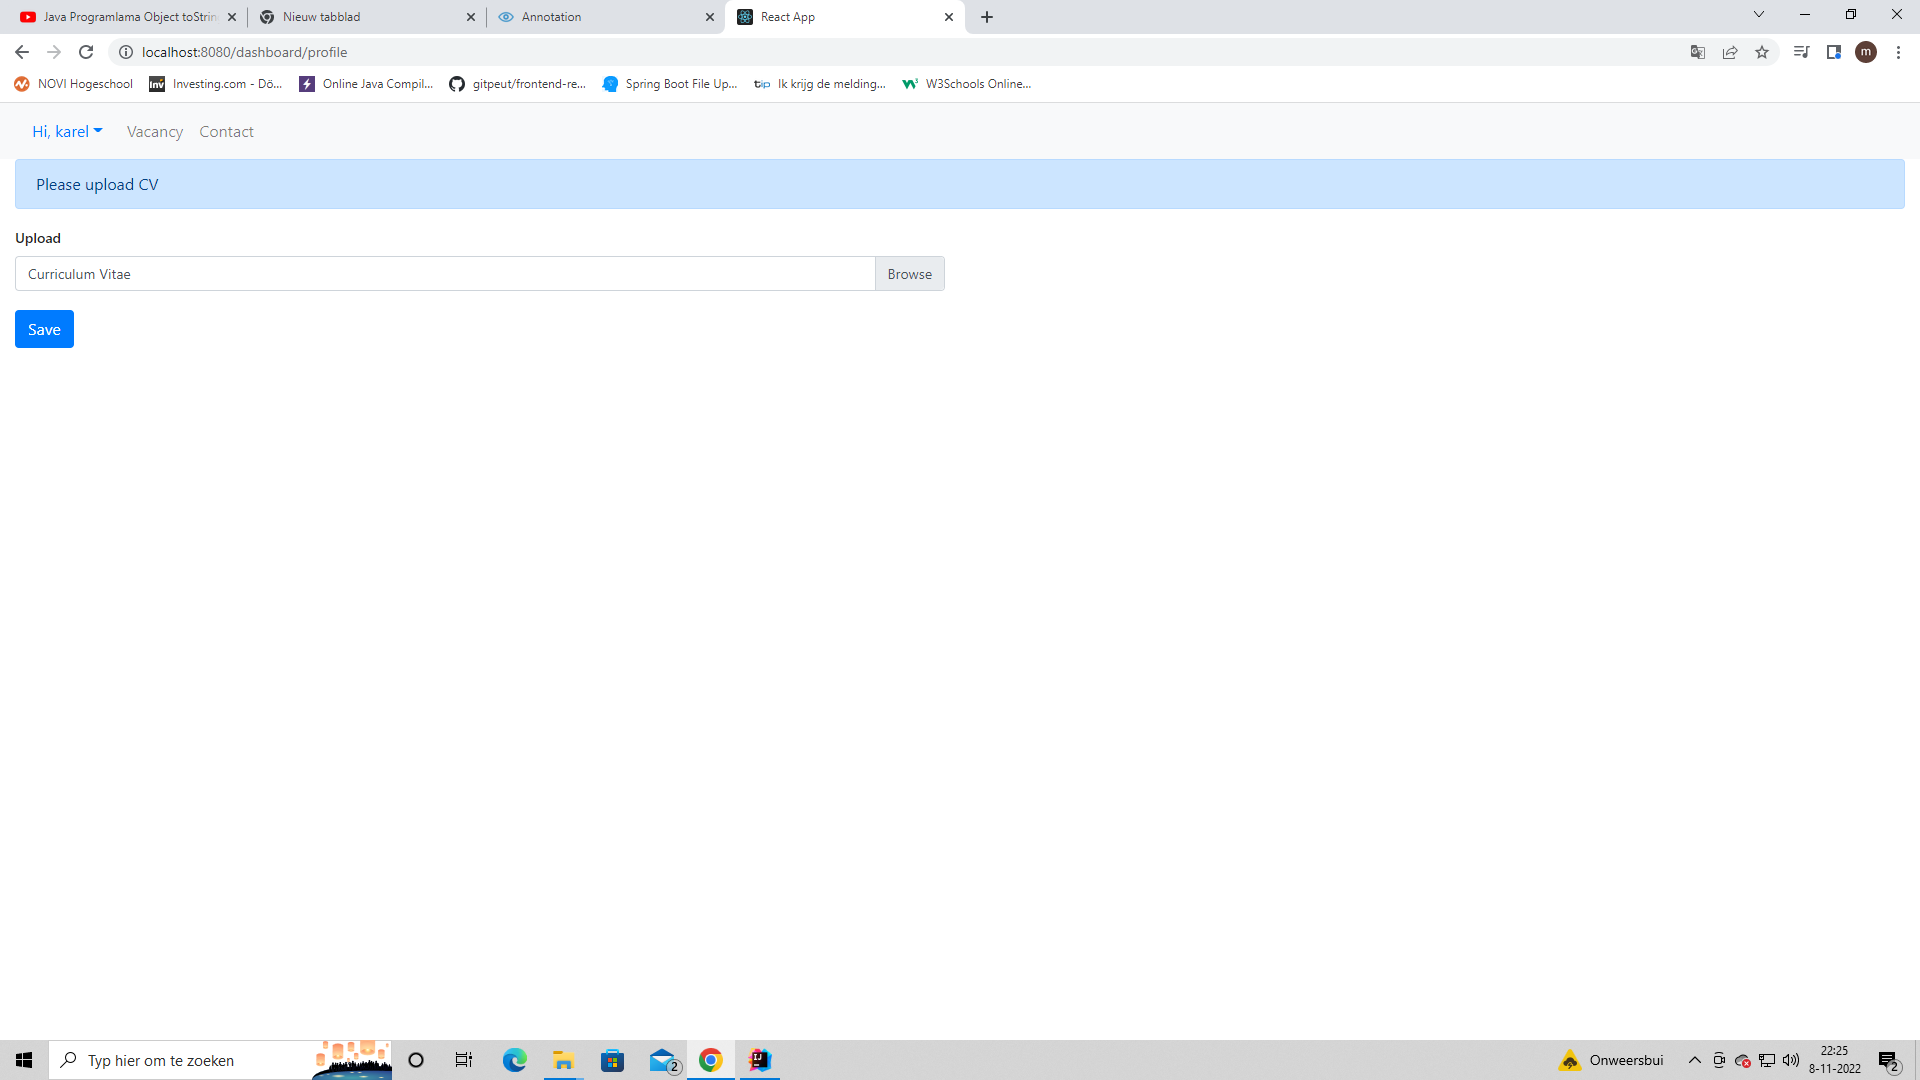 Java Programlama Object toStrin
Nieuw tabblad
Annotation
React App
localhost:8080/dashboard/profile
m
NOVI Hogeschool
Inv
Investing.com - Dö...
Online Java Compil...
gitpeut/frontend-re...
Spring Boot File Up...
tip
Ik krijg de melding...
W3Schools Online...
Hi, karel
Vacancy
Contact
Please upload CV
Upload
Curriculum Vitae
Browse
Save
Typ hier om te zoeken
2
IJ
Onweersbui
22:25
8-11-2022
2